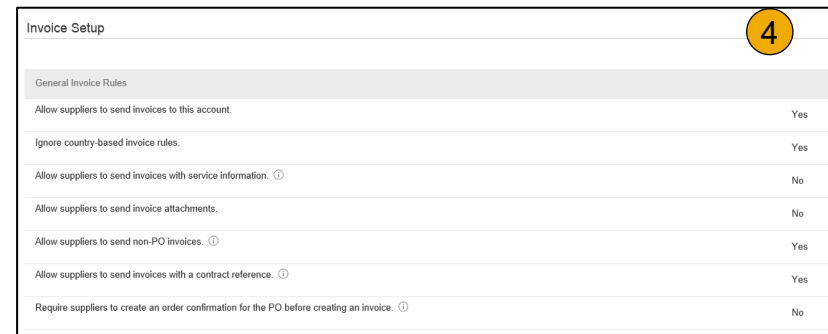 Invoice Setup
4
General Invoice Rules
Allow suppliers to send invoices to this account. Yes
Ignore country-based invoice rules. Yes
Allow suppliers to send invoices with service information. ⓘ No
Allow suppliers to send invoice attachments. No
Allow suppliers to send non-PO invoices. ⓘ Yes
Allow suppliers to send invoices with a contract reference. ⓘ Yes
Require suppliers to create an order confirmation for the PO before creating an invoice. ⓘ No